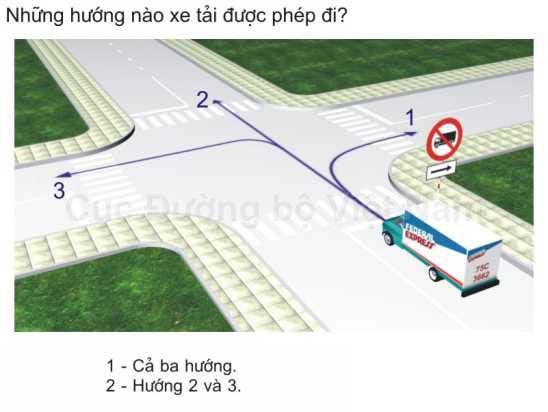 Những hướng nào xe tải được phép đi?
1
2
3
Cục Đường bộ Việt Nam
FEDERAL
EXPRESS
75C
3662
1 - Cả ba hướng.
2 - Hướng 2 và 3.